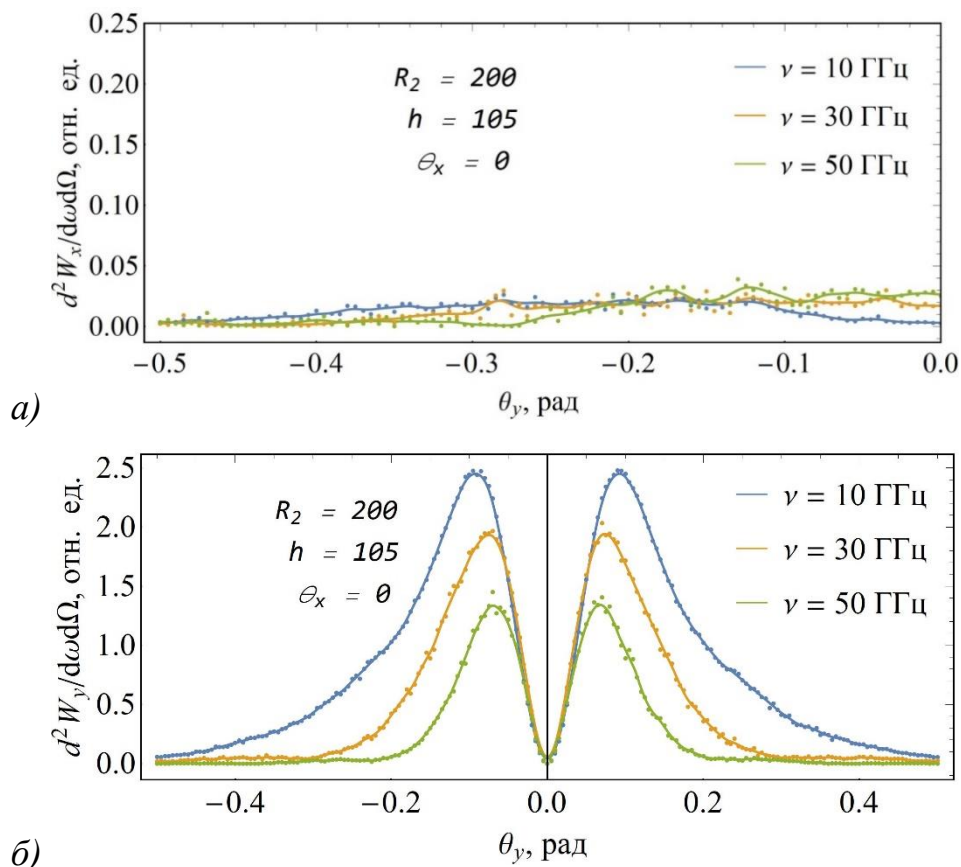 0.25
0.20
0.15
0.10
0.05
0.00
d²Wₓ/dωdΩ, отн. ед.
R₂ = 200
h = 105
Θₓ = 0
ν = 10 ГГц
ν = 30 ГГц
ν = 50 ГГц
−0.5 −0.4 −0.3 −0.2 −0.1 0.0
θ_y, рад
а)
2.5
2.0
1.5
1.0
0.5
0.0
d²W_y/dωdΩ, отн. ед.
R₂ = 200
h = 105
Θₓ = 0
ν = 10 ГГц
ν = 30 ГГц
ν = 50 ГГц
−0.4 −0.2 0.0 0.2 0.4
θ_y, рад
б)